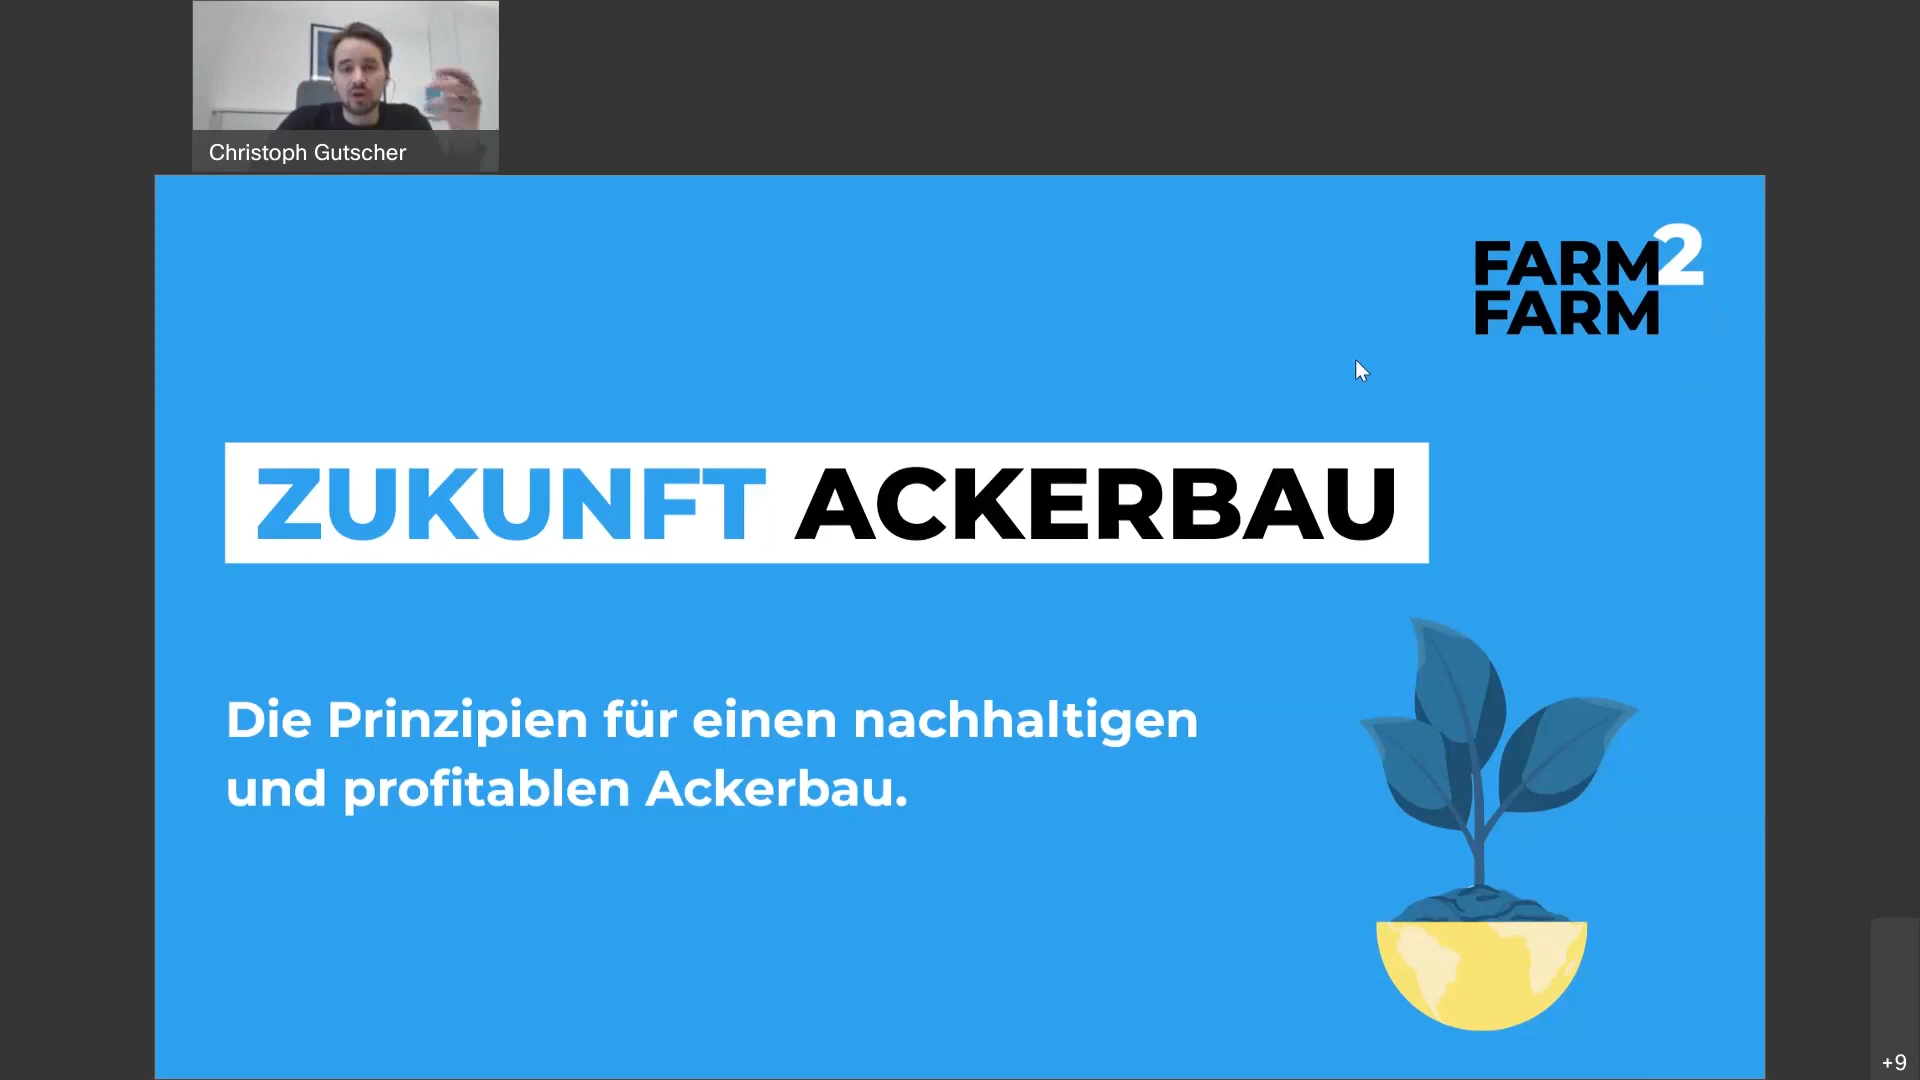 Christoph Gutscher
FARM2
FARM
ZUKUNFT ACKERBAU
Die Prinzipien für einen nachhaltigen
und profitablen Ackerbau.
+9